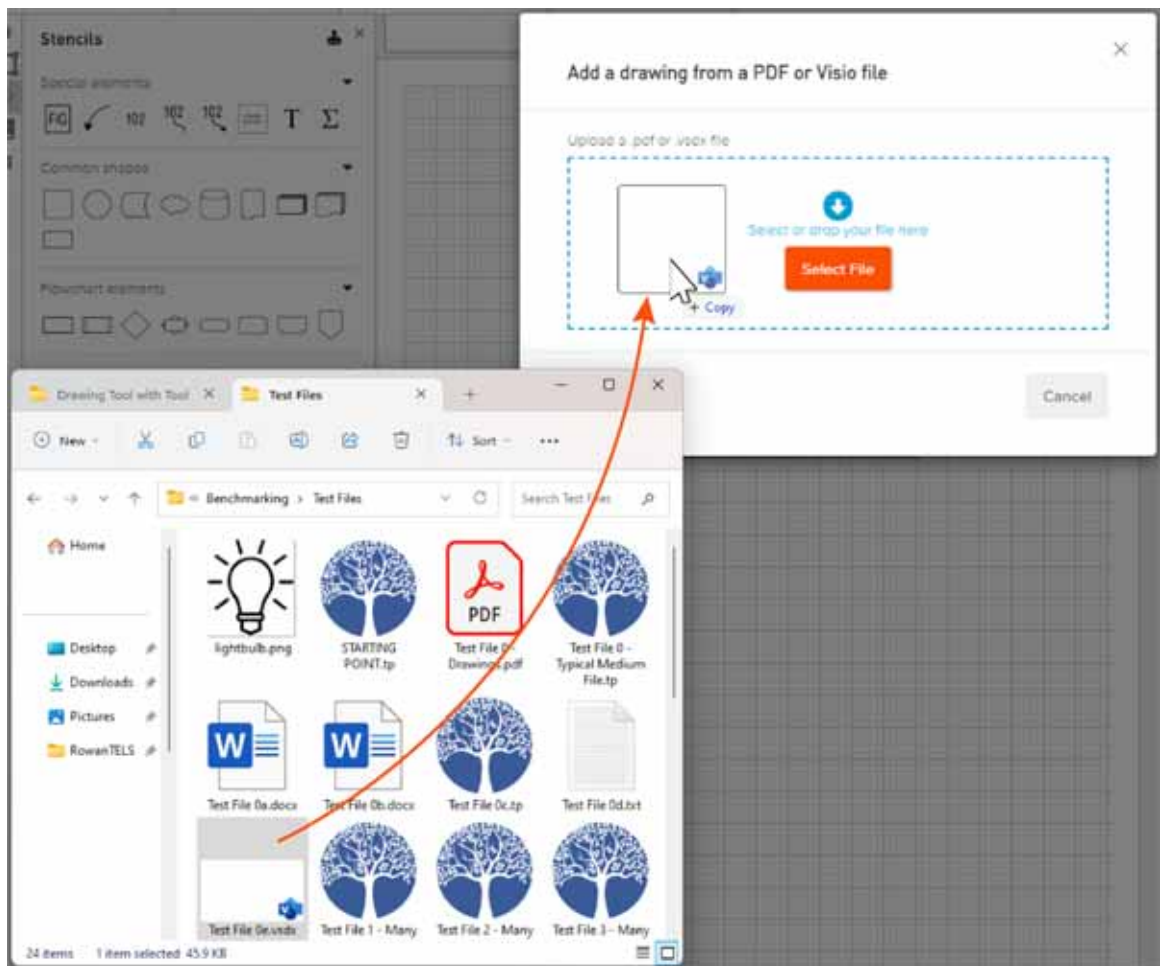 Stencils
Special elements
FIG 102 102 102 T Σ
Common shapes
Flowchart elements
Add a drawing from a PDF or Visio file
Upload a .pdf or .vsdx file
Select or drop your file here
Select File
+ Copy
Cancel
Drawing Tool with Tool
Test Files
New
Sort
Benchmarking > Test Files
Search Test Files
Home
Desktop
Downloads
Pictures
RowanTELS
lightbulb.png
STARTING
POINT.tp
PDF
Test File 0 -
Drawings.pdf
Test File 0 -
Typical Medium
File.tp
W
W
Test File 0a.docx
Test File 0b.docx
Test File 0c.tp
Test File 0d.txt
Test File 0e.vsdx
Test File 1 - Many
Test File 2 - Many
Test File 3 - Many
24 items 1 item selected 45.9 KB